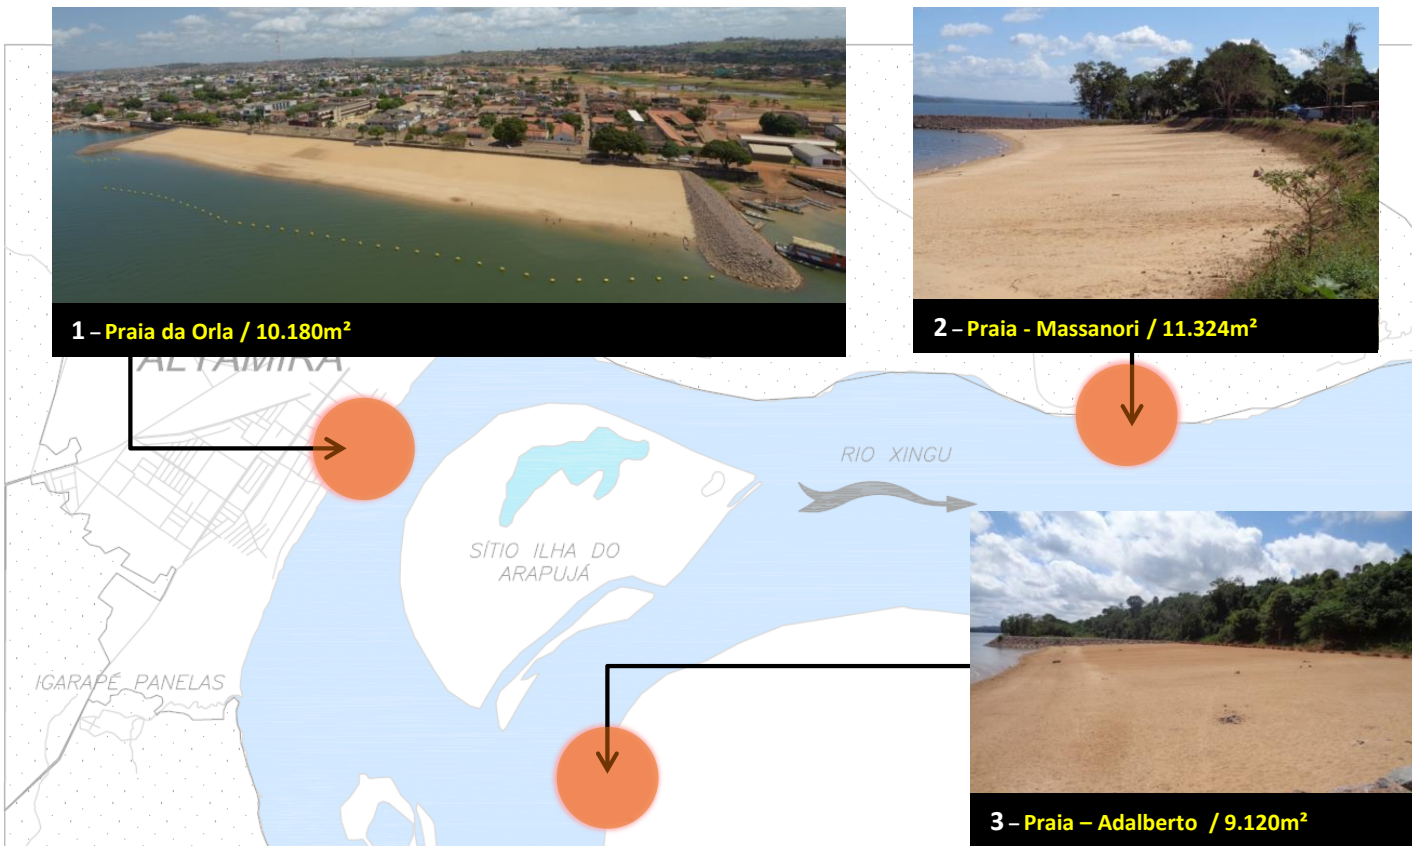 1 – Praia da Orla / 10.180m²
2 – Praia - Massanori / 11.324m²
ALTAMIRA
RIO XINGU
SÍTIO ILHA DO
ARAPUJÁ
IGARAPÉ PANELAS
3 – Praia – Adalberto / 9.120m²